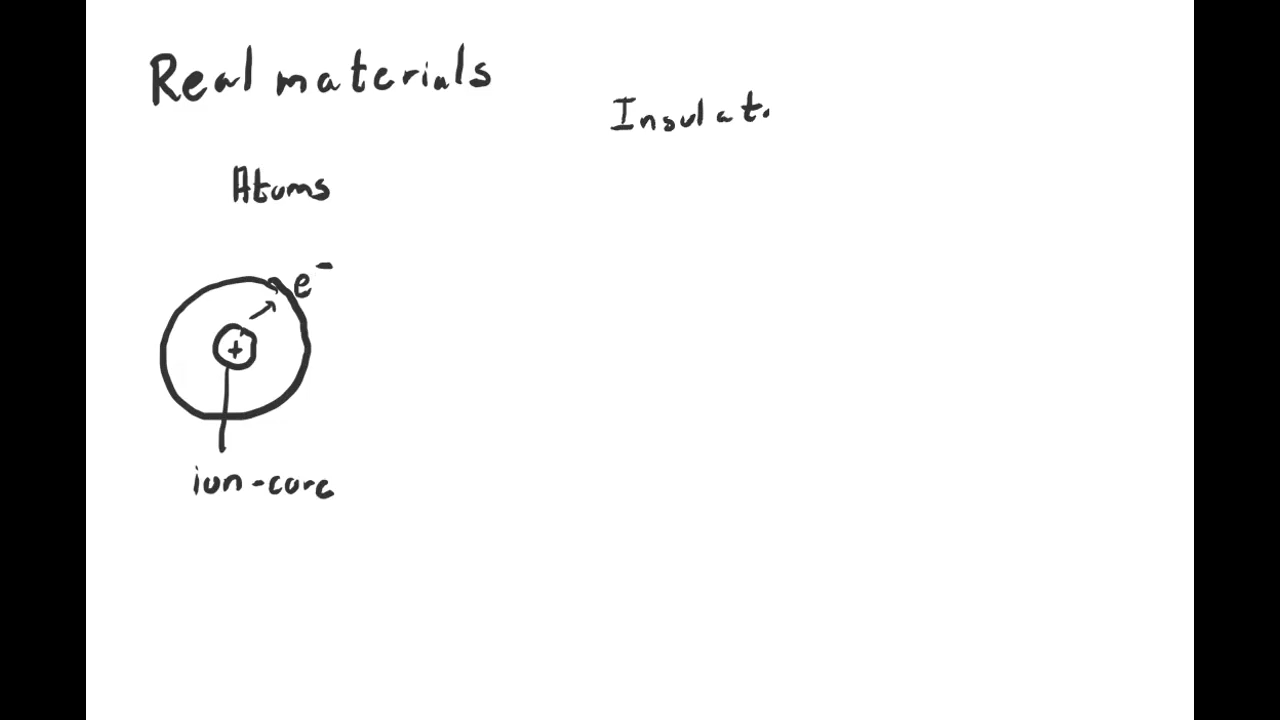 Real materials
Insulat
Atoms
e⁻
+
ion-core